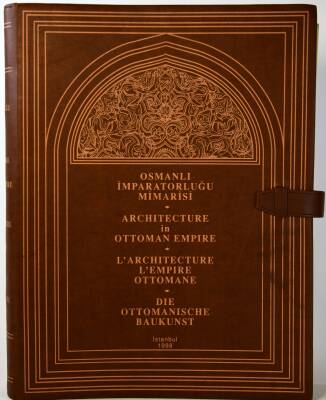 OSMANLI
İMPARATORLUĞU
MİMARİSİ
ARCHITECTURE
in
OTTOMAN EMPIRE
L'ARCHITECTURE
L'EMPIRE
OTTOMANE
DIE
OTTOMANISCHE
BAUKUNST
İstanbul
1999